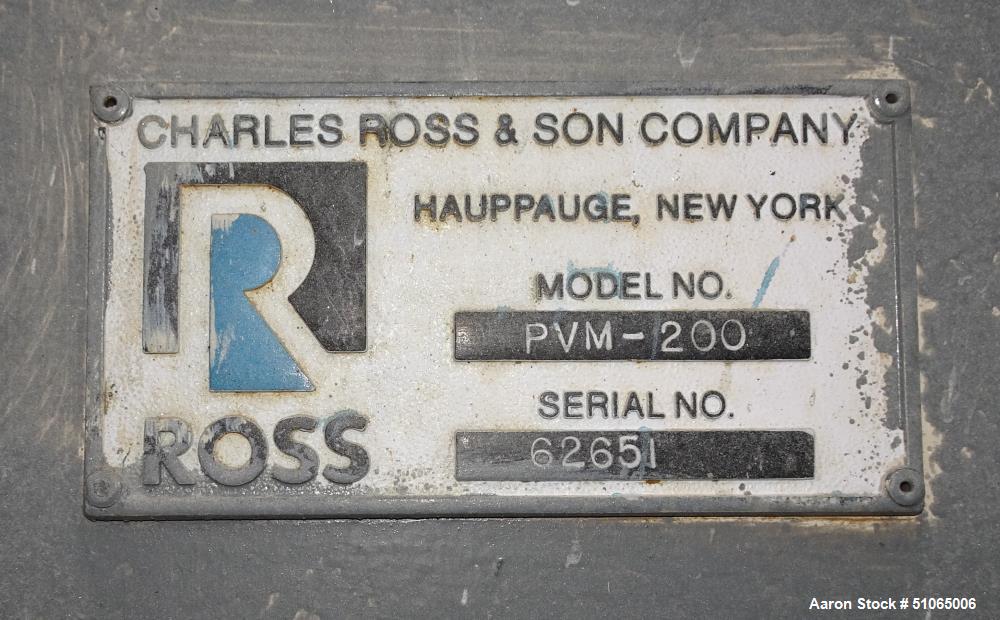 CHARLES ROSS & SON COMPANY
HAUPPAUGE, NEW YORK
MODEL NO.
PVM-200
SERIAL NO.
62651
R
ROSS
Aaron Stock # 51065006